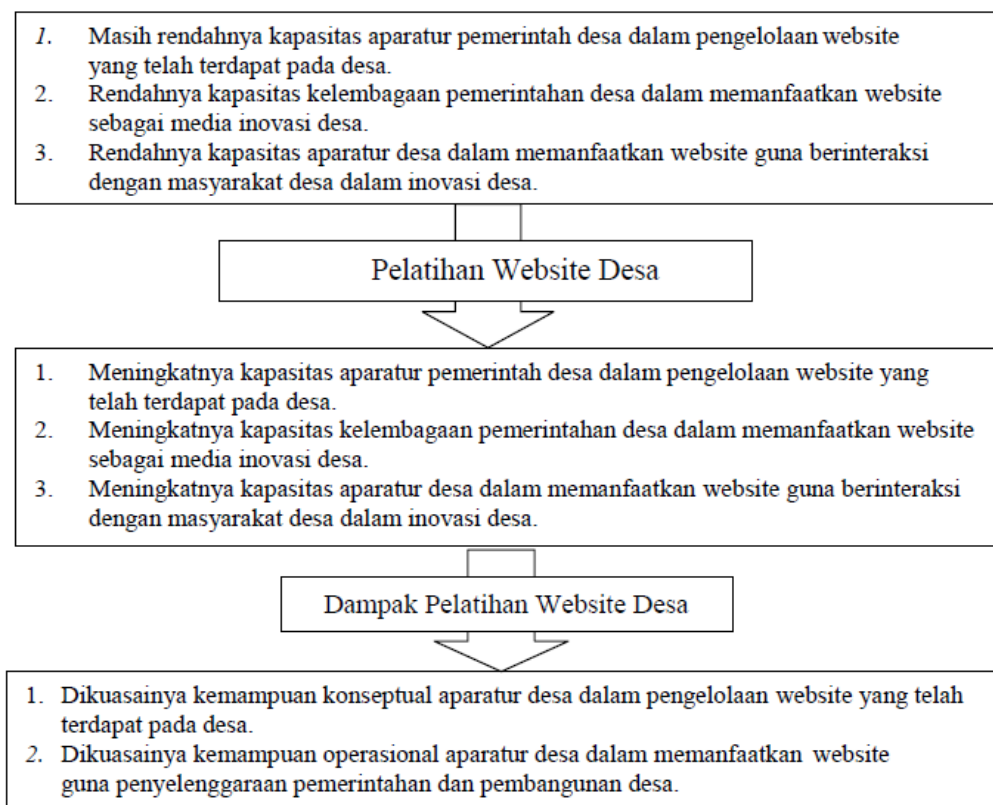 1. Masih rendahnya kapasitas aparatur pemerintah desa dalam pengelolaan website
yang telah terdapat pada desa.
2. Rendahnya kapasitas kelembagaan pemerintahan desa dalam memanfaatkan website
sebagai media inovasi desa.
3. Rendahnya kapasitas aparatur desa dalam memanfaatkan website guna berinteraksi
dengan masyarakat desa dalam inovasi desa.
Pelatihan Website Desa
1. Meningkatnya kapasitas aparatur pemerintah desa dalam pengelolaan website yang
telah terdapat pada desa.
2. Meningkatnya kapasitas kelembagaan pemerintahan desa dalam memanfaatkan website
sebagai media inovasi desa.
3. Meningkatnya kapasitas aparatur desa dalam memanfaatkan website guna berinteraksi
dengan masyarakat desa dalam inovasi desa.
Dampak Pelatihan Website Desa
1. Dikuasainya kemampuan konseptual aparatur desa dalam pengelolaan website yang telah
terdapat pada desa.
2. Dikuasainya kemampuan operasional aparatur desa dalam memanfaatkan website
guna penyelenggaraan pemerintahan dan pembangunan desa.